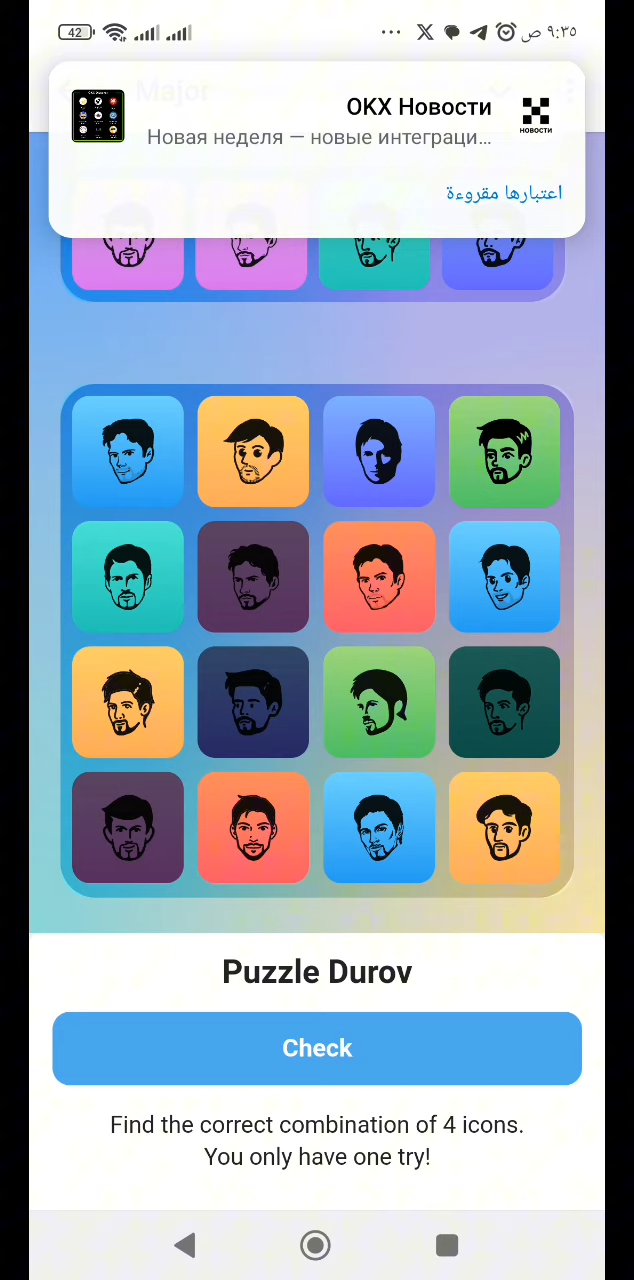 42
٩:٣٥ ص
Major
OKX Новости
Новая неделя — новые интеграци...
НОВОСТИ
اعتبارها مقروءة
Puzzle Durov
Check
Find the correct combination of 4 icons.
You only have one try!